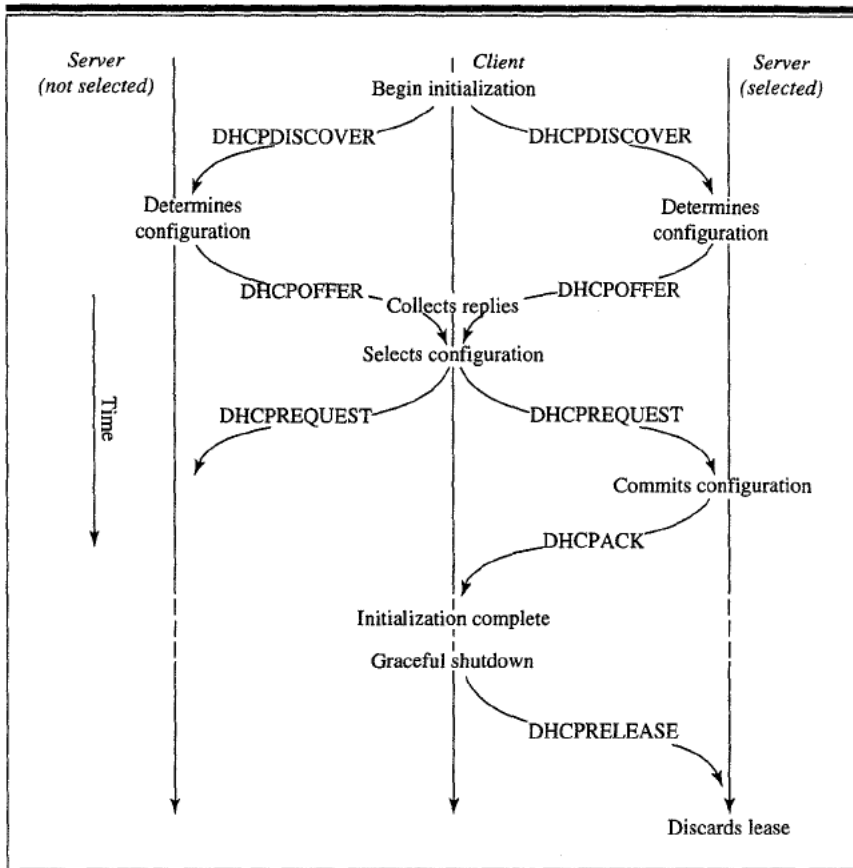 Server
(not selected)
Client
Server
(selected)
Begin initialization
DHCPDISCOVER
DHCPDISCOVER
Determines
configuration
Determines
configuration
DHCPOFFER
DHCPOFFER
Collects replies
Selects configuration
Time
DHCPREQUEST
DHCPREQUEST
Commits configuration
DHCPACK
Initialization complete
Graceful shutdown
DHCPRELEASE
Discards lease